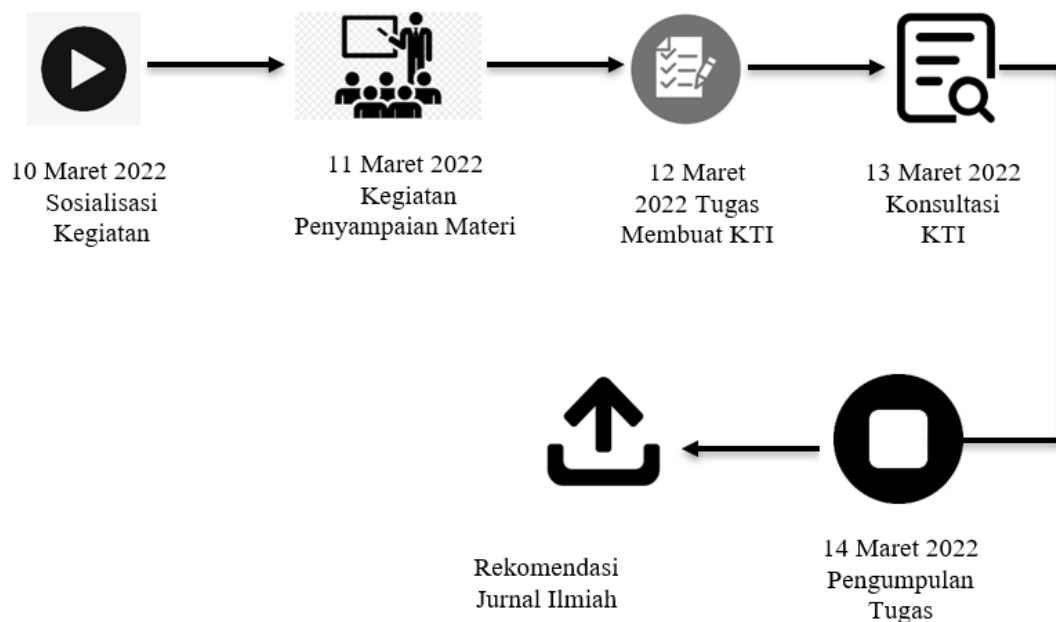 10 Maret 2022
Sosialisasi
Kegiatan
11 Maret 2022
Kegiatan
Penyampaian Materi
12 Maret
2022 Tugas
Membuat KTI
13 Maret 2022
Konsultasi
KTI
14 Maret 2022
Pengumpulan
Tugas
Rekomendasi
Jurnal Ilmiah